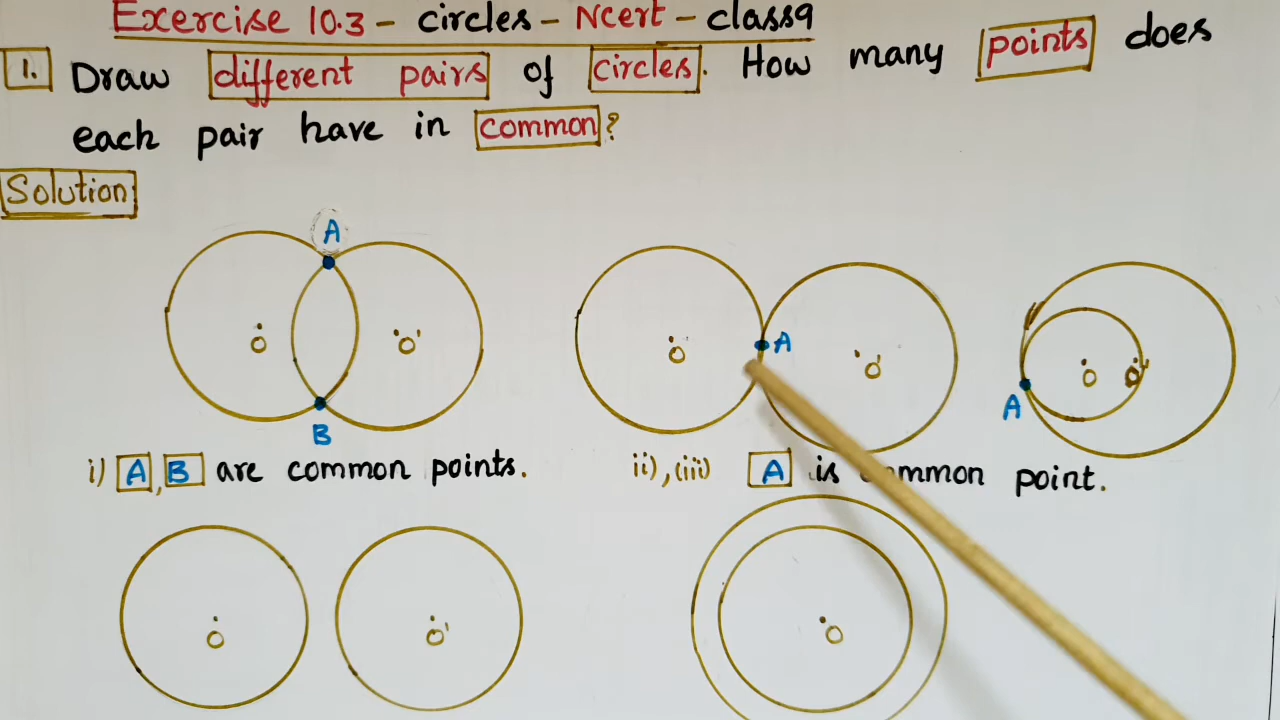 Exercise 10.3 - circles - Ncert - class9
1. Draw different pairs of circles. How many points does
each pair have in common?
Solution
A
B
O
O'
A
O
O'
A
O
i) A, B are common points.
ii), (iii) A is common point.
O
O'
O